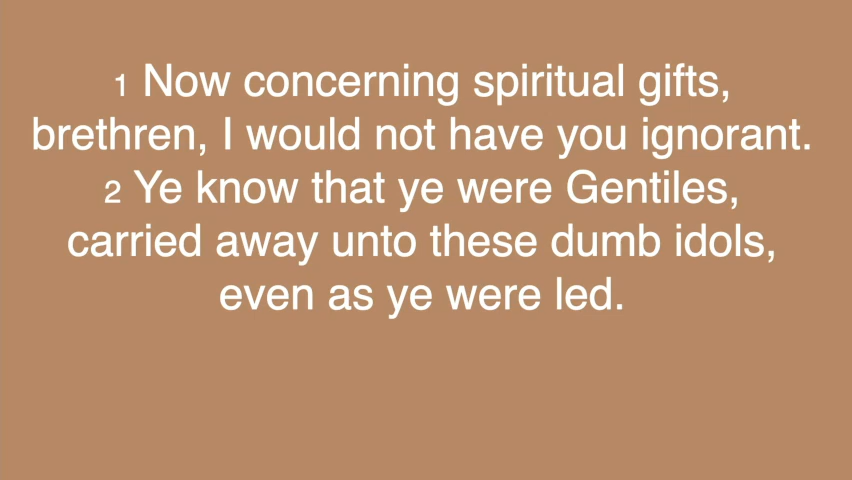 1 Now concerning spiritual gifts,
brethren, I would not have you ignorant.
2 Ye know that ye were Gentiles,
carried away unto these dumb idols,
even as ye were led.